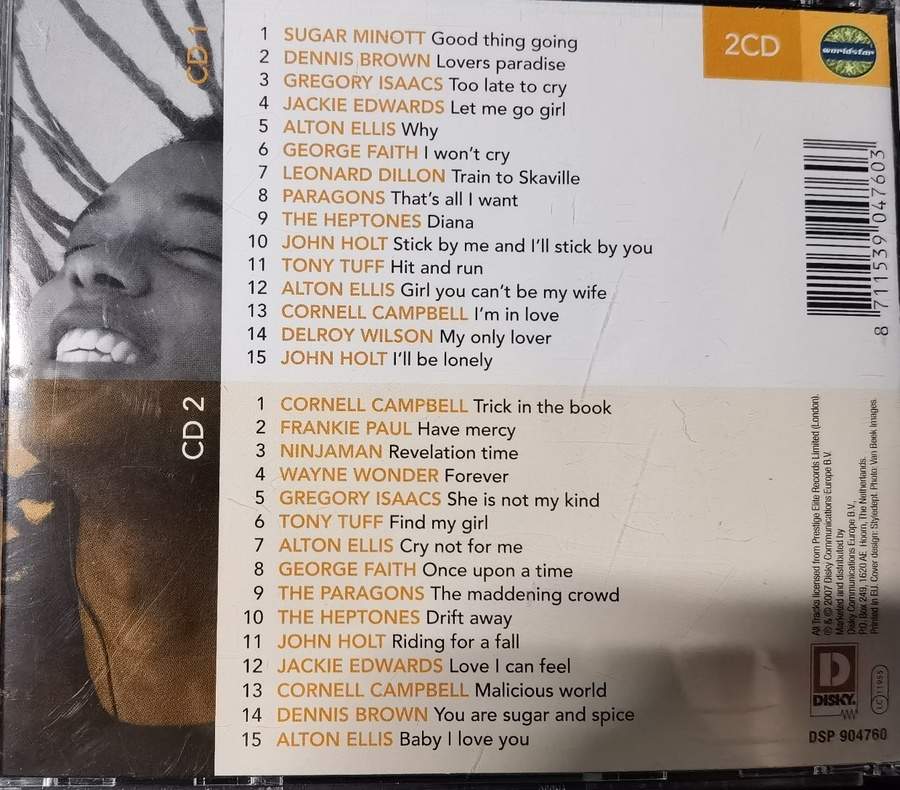 CD 1
1 SUGAR MINOTT Good thing going
2 DENNIS BROWN Lovers paradise
3 GREGORY ISAACS Too late to cry
4 JACKIE EDWARDS Let me go girl
5 ALTON ELLIS Why
6 GEORGE FAITH I won't cry
7 LEONARD DILLON Train to Skaville
8 PARAGONS That's all I want
9 THE HEPTONES Diana
10 JOHN HOLT Stick by me and I'll stick by you
11 TONY TUFF Hit and run
12 ALTON ELLIS Girl you can't be my wife
13 CORNELL CAMPBELL I'm in love
14 DELROY WILSON My only lover
15 JOHN HOLT I'll be lonely
2CD
worldstar
8 711539 047603
CD 2
1 CORNELL CAMPBELL Trick in the book
2 FRANKIE PAUL Have mercy
3 NINJAMAN Revelation time
4 WAYNE WONDER Forever
5 GREGORY ISAACS She is not my kind
6 TONY TUFF Find my girl
7 ALTON ELLIS Cry not for me
8 GEORGE FAITH Once upon a time
9 THE PARAGONS The maddening crowd
10 THE HEPTONES Drift away
11 JOHN HOLT Riding for a fall
12 JACKIE EDWARDS Love I can feel
13 CORNELL CAMPBELL Malicious world
14 DENNIS BROWN You are sugar and spice
15 ALTON ELLIS Baby I love you
All Tracks licensed from Prestige Elite Records Limited (London).
℗ & © 2007 Disky Communications Europe B.V.
Marketed and distributed by
Disky Communications Europe B.V.,
P.O. Box 249, 1620 AE Hoorn, The Netherlands.
Printed in EU. Cover design: Styledept. Photo: Van Beek Images.
D
DISKY.
LC 11955
DSP 904760